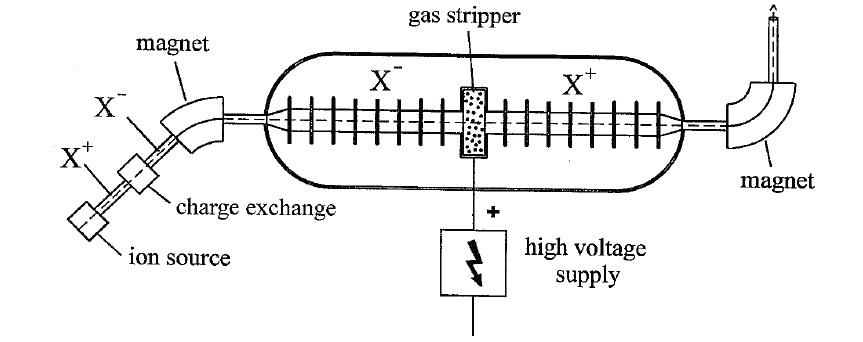 gas stripper
magnet
X⁻
X⁺
X⁻
X⁺
charge exchange
ion source
magnet
+
high voltage
supply